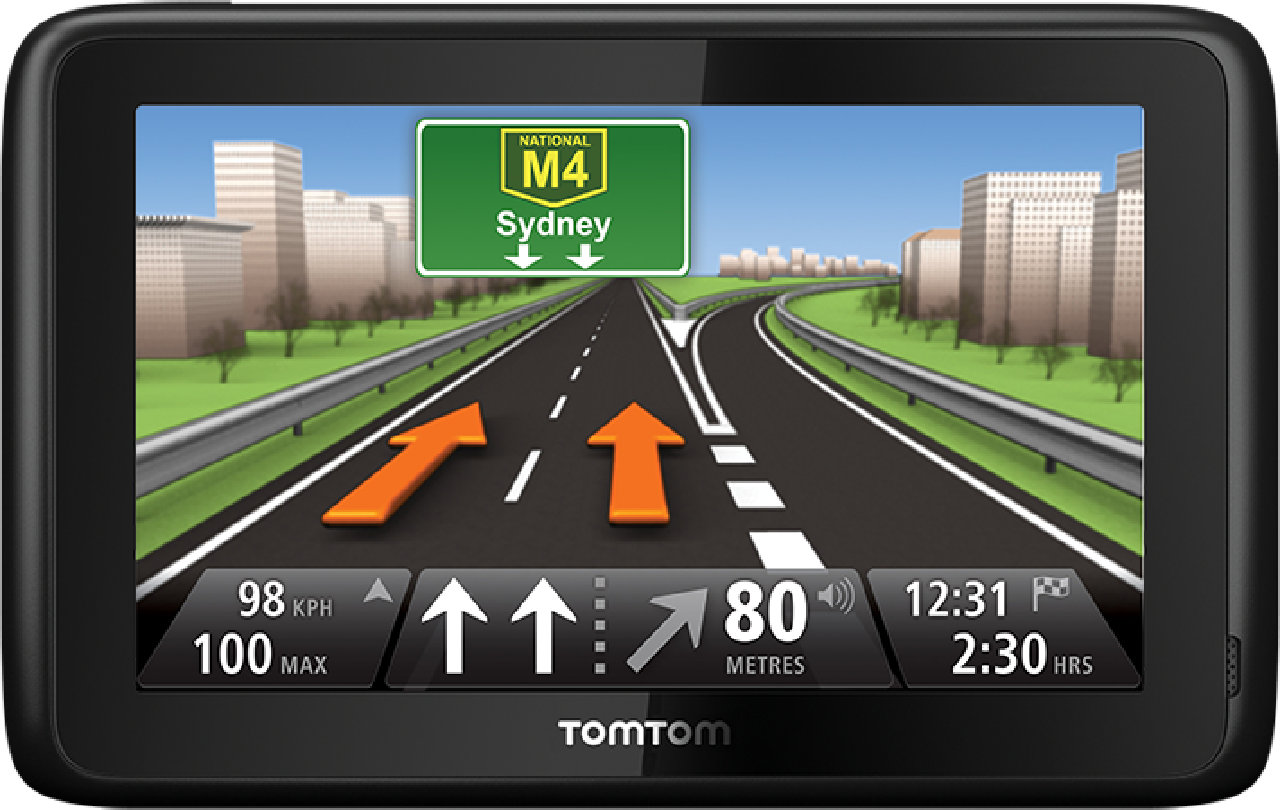 NATIONAL
M4
Sydney
98 KPH
100 MAX
80
METRES
12:31
2:30 HRS
TOMTOM